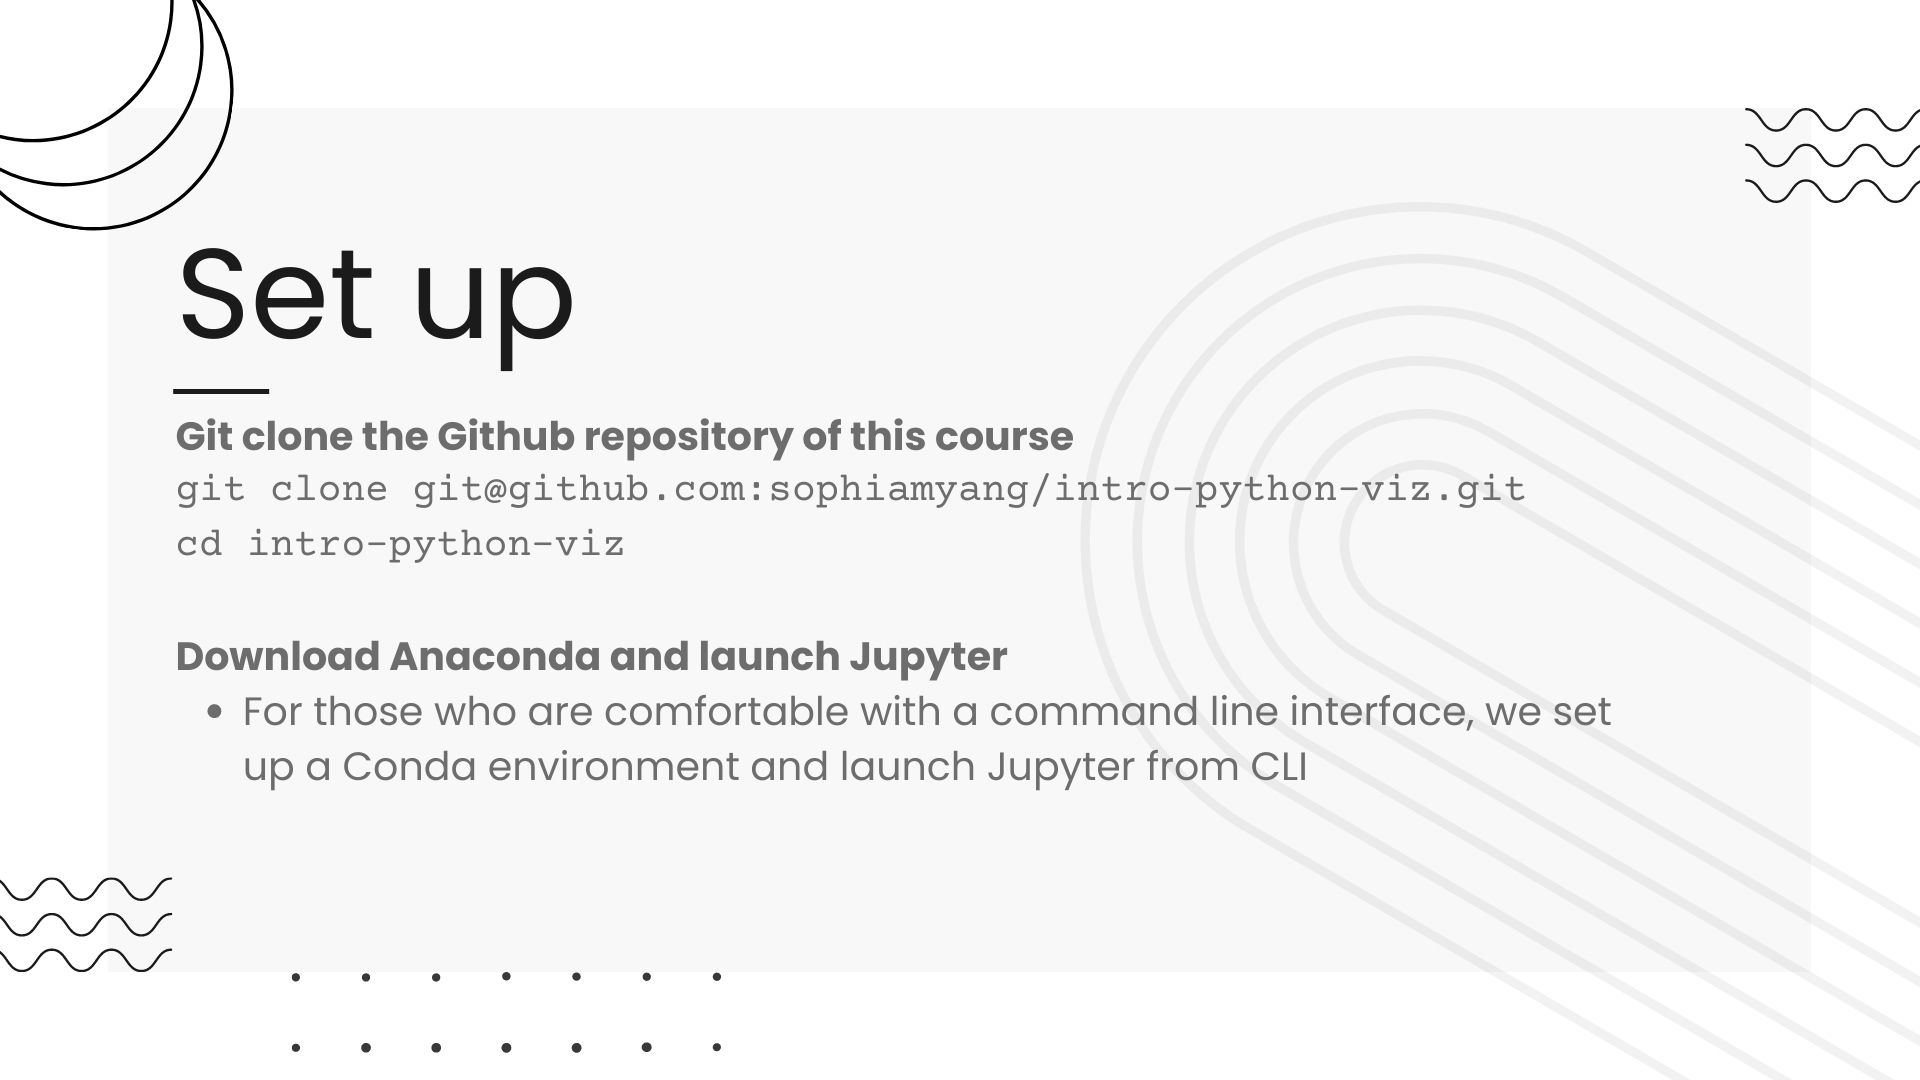 Set up
Git clone the Github repository of this course
git clone git@github.com:sophiamyang/intro-python-viz.git
cd intro-python-viz
Download Anaconda and launch Jupyter
• For those who are comfortable with a command line interface, we set
up a Conda environment and launch Jupyter from CLI